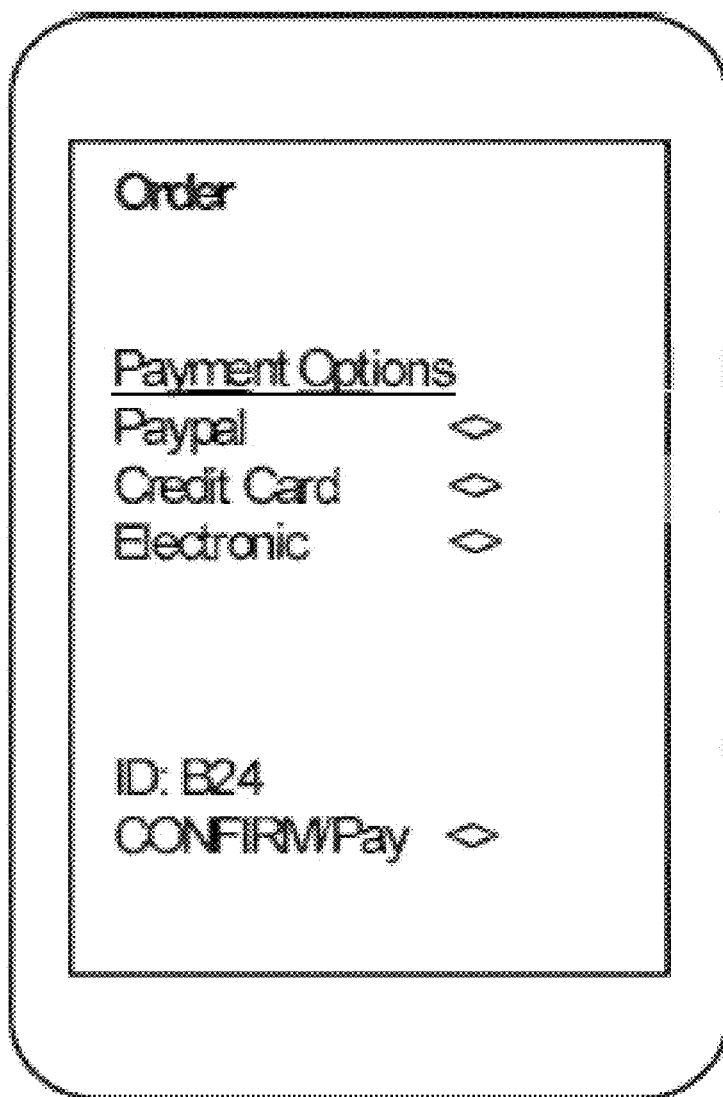 Order
Payment Options
Paypal
Credit Card
Electronic
ID: B24
CONFIRM/Pay